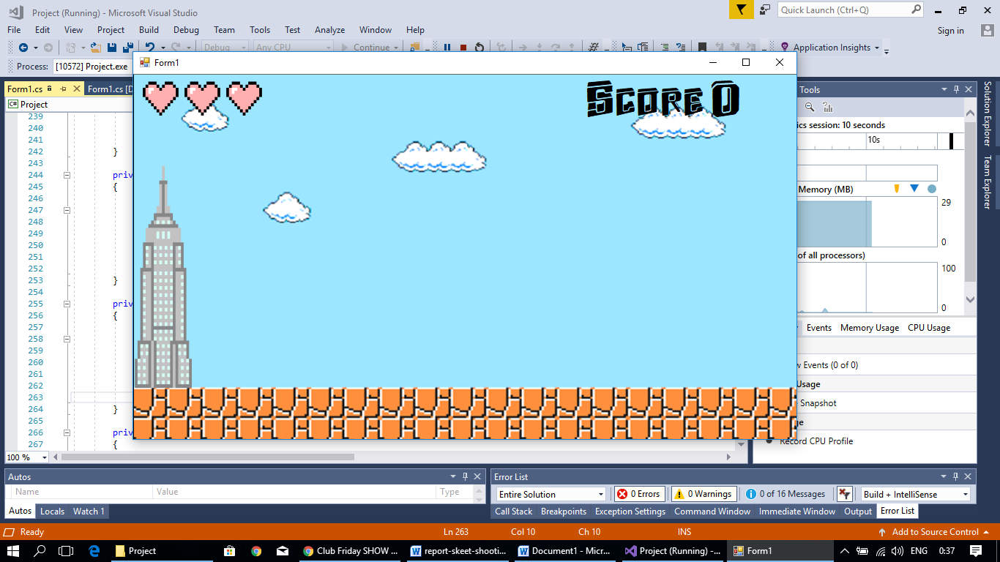 Project (Running) - Microsoft Visual Studio
Quick Launch (Ctrl+Q)
File Edit View Project Build Debug Team Tools Test Analyze Window Help
Sign in
Debug Any CPU Continue Application Insights
Process: [10572] Project.exe
Form1
Form1.cs Form1.cs [D
Project
Score 0
Tools
ics session: 10 seconds
10s
Memory (MB)
29
0
of all processors)
100
0
Events Memory Usage CPU Usage
w Events (0 of 0)
Usage
Snapshot
ge
Record CPU Profile
Solution Explorer
Team Explorer
239
240
241
242 }
243
244 priv
245 {
246
247
248
249
250
251
252
253 }
254
255 priv
256 {
257
258
259
260
261
262
263
264 }
265
266 priv
267 {
100 %
Autos
Name Value Type
Autos Locals Watch 1
Error List
Entire Solution 0 Errors 0 Warnings 0 of 16 Messages Build + IntelliSense
Call Stack Breakpoints Exception Settings Command Window Immediate Window Output Error List
Ready Ln 263 Col 10 Ch 10 INS Add to Source Control
Project Club Friday SHOW ... report-skeet-shooti... Document1 - Micr... Project (Running) -... Form1 ENG 0:37